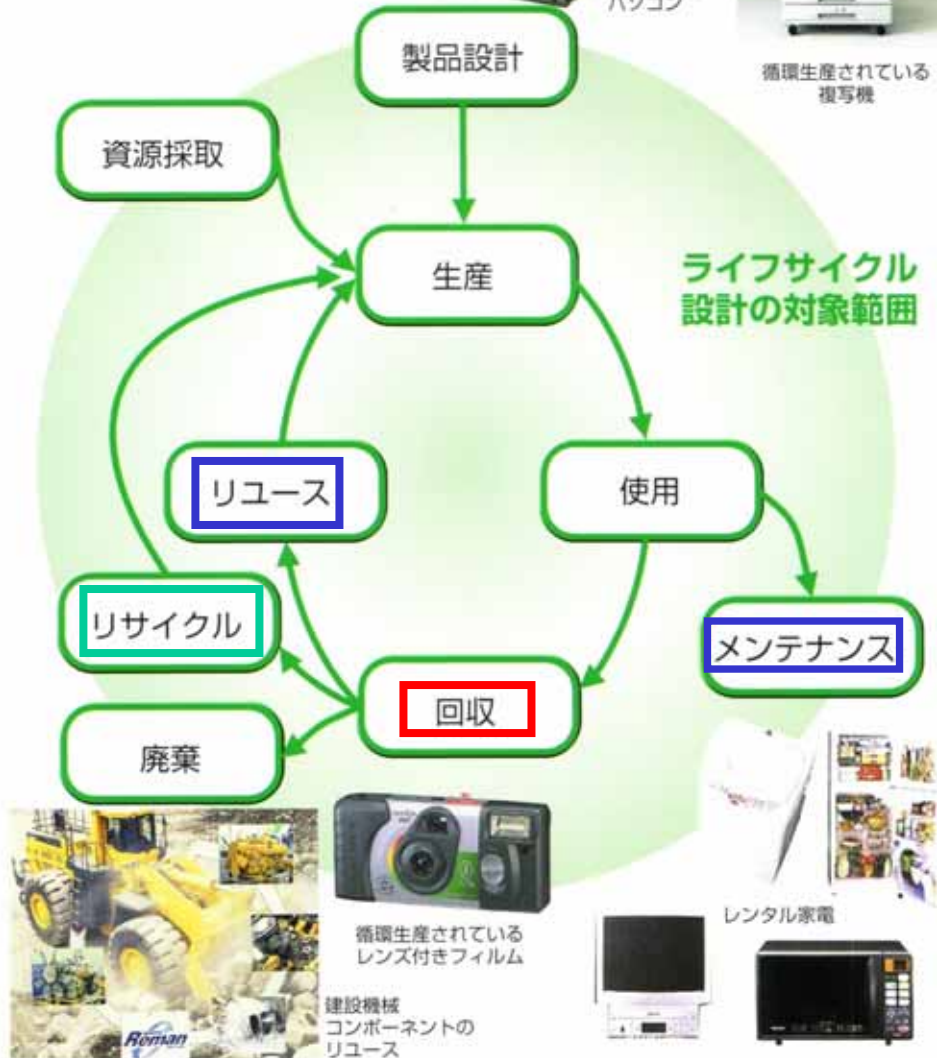 パソコン
循環生産されている
複写機
製品設計
資源採取
生産
ライフサイクル
設計の対象範囲
リユース
使用
リサイクル
メンテナンス
回収
廃棄
レンタル家電
循環生産されている
レンズ付きフィルム
建設機械
コンポーネントの
リユース
Reman